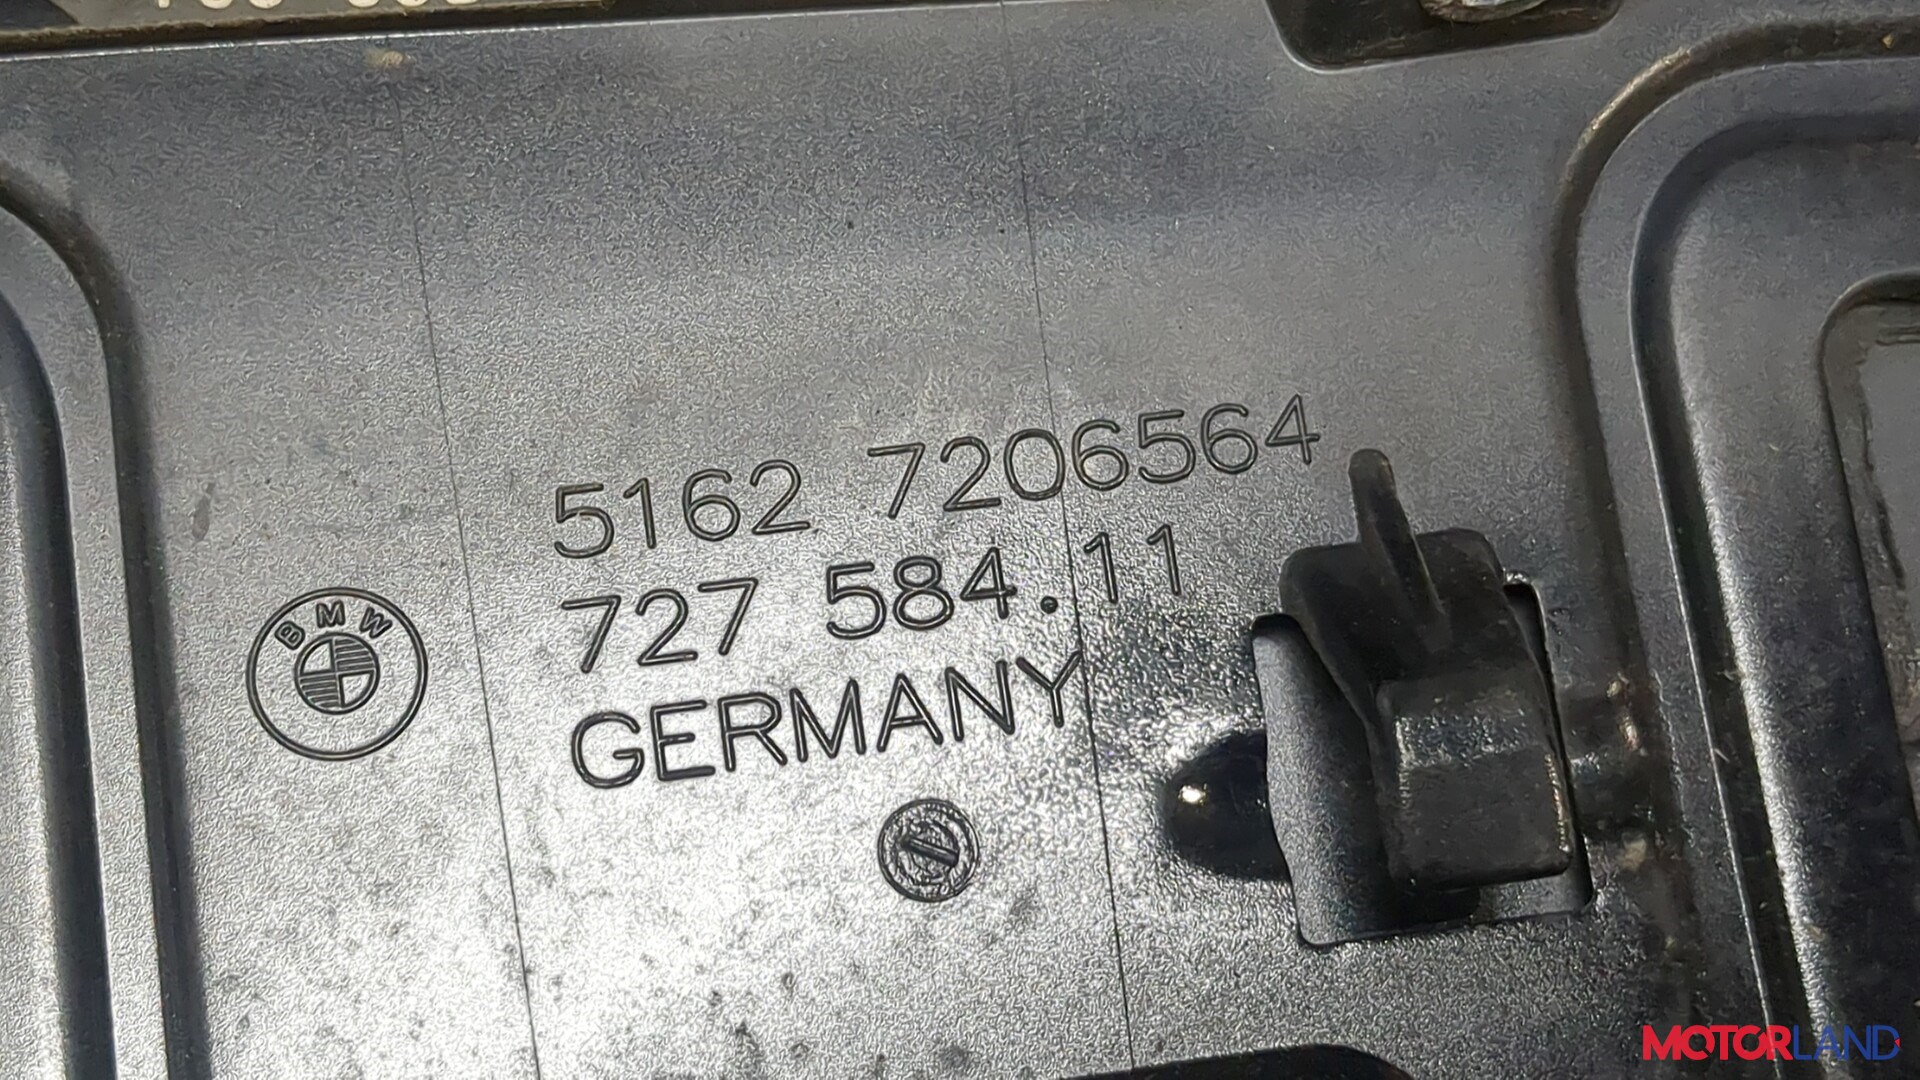 5162 7206564
727 584.11
GERMANY
BMW
MOTORLAND